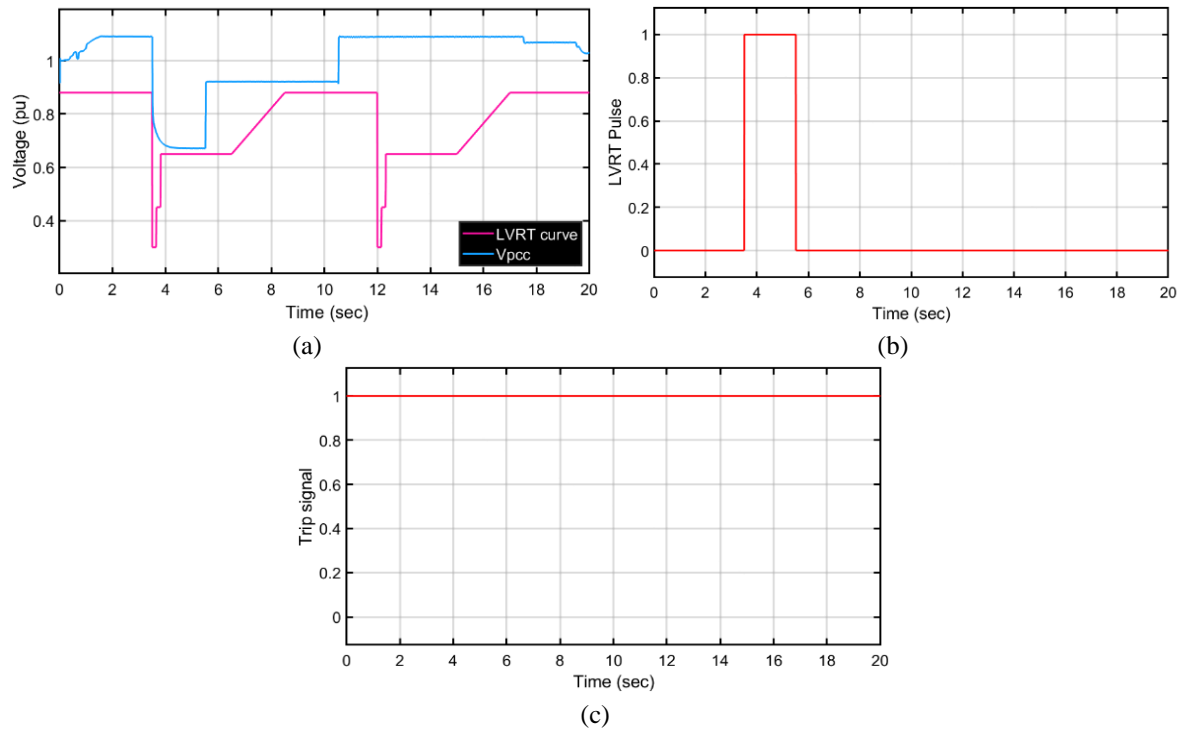 Voltage (pu)
1
0.8
0.6
0.4
LVRT curve
Vpcc
0 2 4 6 8 10 12 14 16 18 20
Time (sec)
(a)
LVRT Pulse
1
0.8
0.6
0.4
0.2
0
0 2 4 6 8 10 12 14 16 18 20
Time (sec)
(b)
Trip signal
1
0.8
0.6
0.4
0.2
0
0 2 4 6 8 10 12 14 16 18 20
Time (sec)
(c)